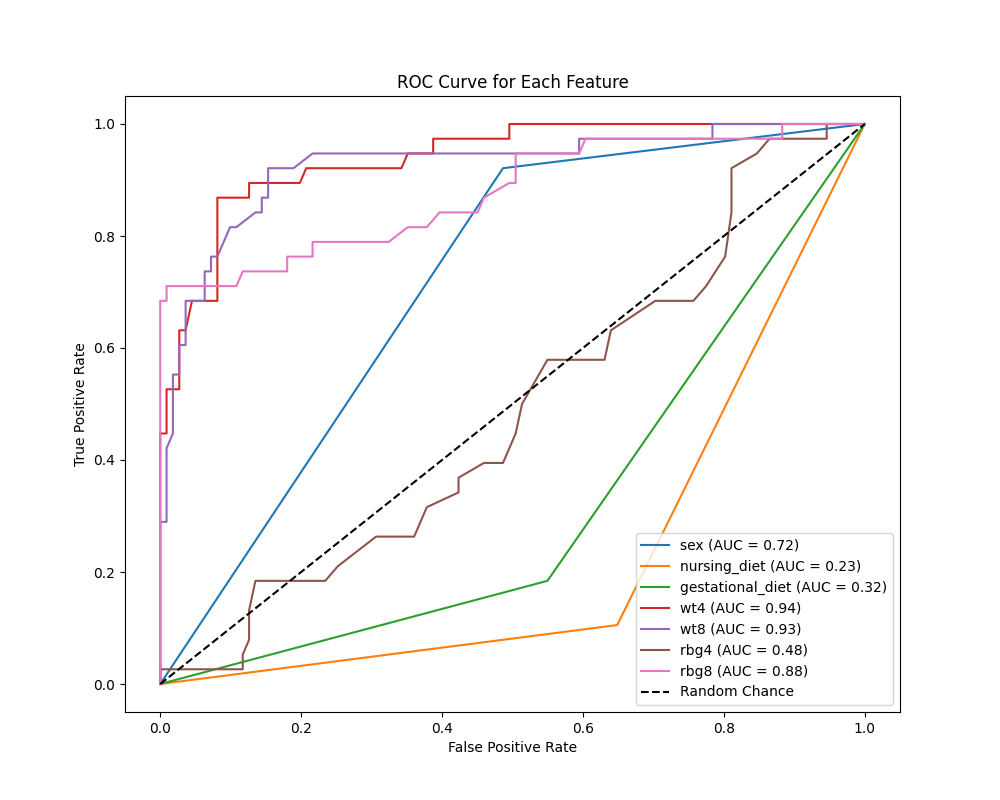 ROC Curve for Each Feature
True Positive Rate
1.0
0.8
0.6
0.4
0.2
0.0
sex (AUC = 0.72)
nursing_diet (AUC = 0.23)
gestational_diet (AUC = 0.32)
wt4 (AUC = 0.94)
wt8 (AUC = 0.93)
rbg4 (AUC = 0.48)
rbg8 (AUC = 0.88)
Random Chance
0.0 0.2 0.4 0.6 0.8 1.0
False Positive Rate